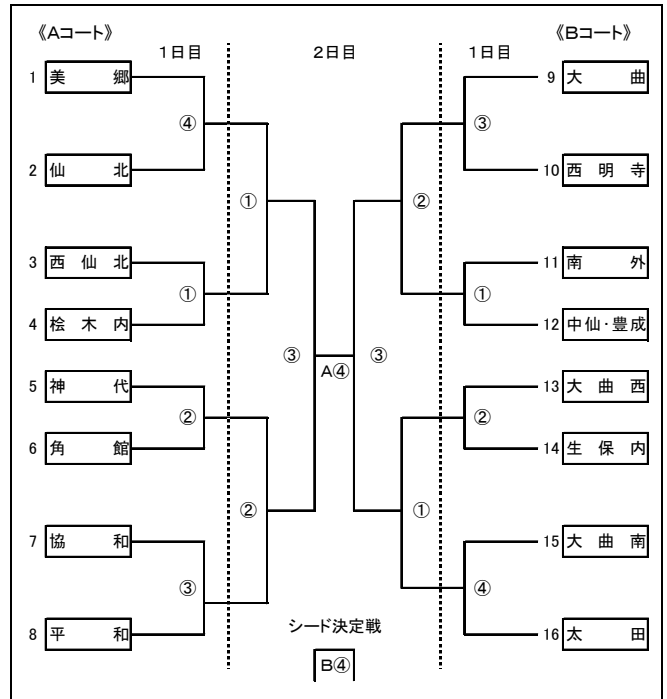 《Aコート》 《Bコート》
1日目 2日目 1日目
1 美郷 9 大曲
④ ③
2 仙北 10 西明寺
① ②
3 西仙北 11 南外
① ①
4 桧木内 12 中仙・豊成
③ A④ ③
5 神代 13 大曲西
② ②
6 角館 14 生保内
② ①
7 協和 15 大曲南
③ ④
8 平和 16 太田
シード決定戦
B④